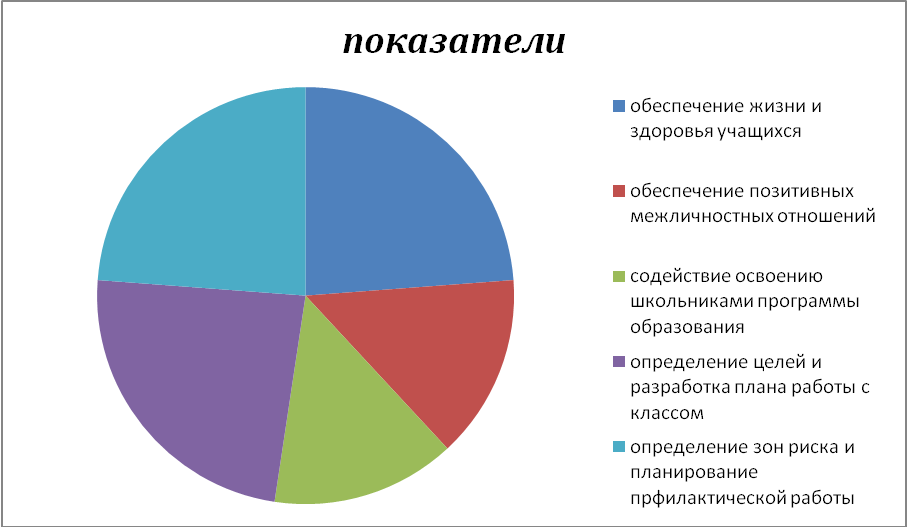 показатели
обеспечение жизни и
здоровья учащихся
обеспечение позитивных
межличностных отношений
содействие освоению
школьниками программы
образования
определение целей и
разработка плана работы с
классом
определение зон риска и
планирование
прфилактической работы